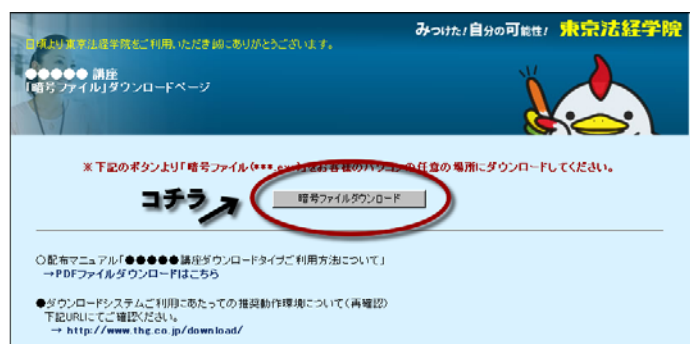 みつけた!自分の可能性! 東京法経学院
日頃より東京法経学院をご利用いただき誠にありがとうございます。
●●●●● 講座
「暗号ファイル」ダウンロードページ
※下記のボタンより「暗号ファイル(***.exe)」をお客様のパソコンの任意の場所にダウンロードしてください。
コチラ
暗号ファイルダウンロード
○配布マニュアル「●●●●●講座ダウンロードタイプご利用方法について」
→PDFファイルダウンロードはこちら
●ダウンロードシステムご利用にあたっての推奨動作環境について(再確認)
下記URLにてご確認ください。
→ http://www.thg.co.jp/download/